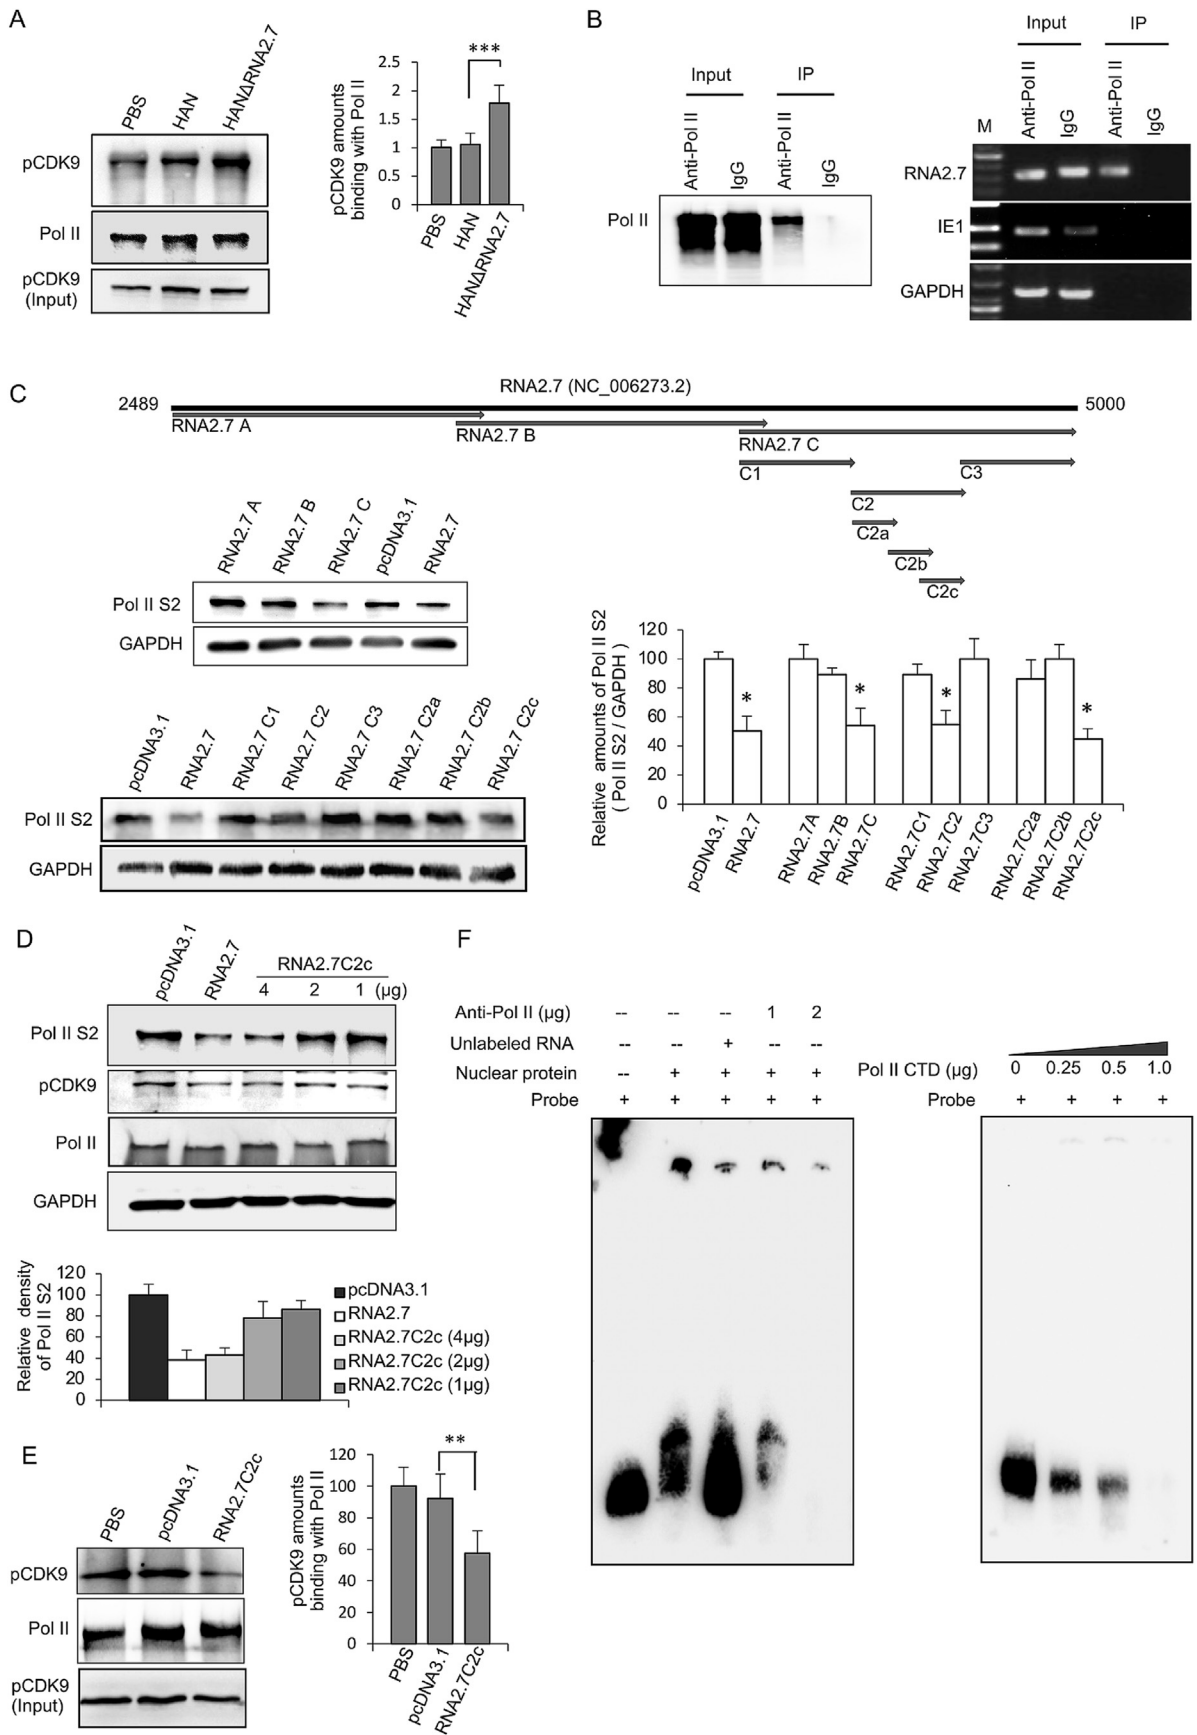 A
PBS
HAN
HANΔRNA2.7
pCDK9
Pol II
pCDK9
(Input)
pCDK9 amounts
binding with Pol II
2.5
2
1.5
1
0.5
0
***
PBS
HAN
HANΔRNA2.7
B
Input
IP
Anti-Pol II
IgG
Anti-Pol II
IgG
Pol II
Input
IP
M
Anti-Pol II
IgG
Anti-Pol II
IgG
RNA2.7
IE1
GAPDH
C
RNA2.7 (NC_006273.2)
2489
5000
RNA2.7 A
RNA2.7 B
RNA2.7 C
C1
C3
C2
C2a
C2b
C2c
RNA2.7 A
RNA2.7 B
RNA2.7 C
pcDNA3.1
RNA2.7
Pol II S2
GAPDH
pcDNA3.1
RNA2.7
RNA2.7 C1
RNA2.7 C2
RNA2.7 C3
RNA2.7 C2a
RNA2.7 C2b
RNA2.7 C2c
Pol II S2
GAPDH
Relative amounts of Pol II S2
( Pol II S2 / GAPDH )
120
100
80
60
40
20
0
*
*
*
*
pcDNA3.1
RNA2.7
RNA2.7A
RNA2.7B
RNA2.7C
RNA2.7C1
RNA2.7C2
RNA2.7C3
RNA2.7C2a
RNA2.7C2b
RNA2.7C2c
D
pcDNA3.1
RNA2.7
RNA2.7C2c
4 2 1 (µg)
Pol II S2
pCDK9
Pol II
GAPDH
Relative density
of Pol II S2
120
100
80
60
40
20
0
pcDNA3.1
RNA2.7
RNA2.7C2c (4µg)
RNA2.7C2c (2µg)
RNA2.7C2c (1µg)
E
PBS
pcDNA3.1
RNA2.7C2c
pCDK9
Pol II
pCDK9
(Input)
pCDK9 amounts
binding with Pol II
120
100
80
60
40
20
0
**
PBS
pcDNA3.1
RNA2.7C2c
F
Anti-Pol II (µg) -- -- -- 1 2
Unlabeled RNA -- -- + -- --
Nuclear protein -- + + + +
Probe + + + + +
Pol II CTD (µg) 0 0.25 0.5 1.0
Probe + + + +